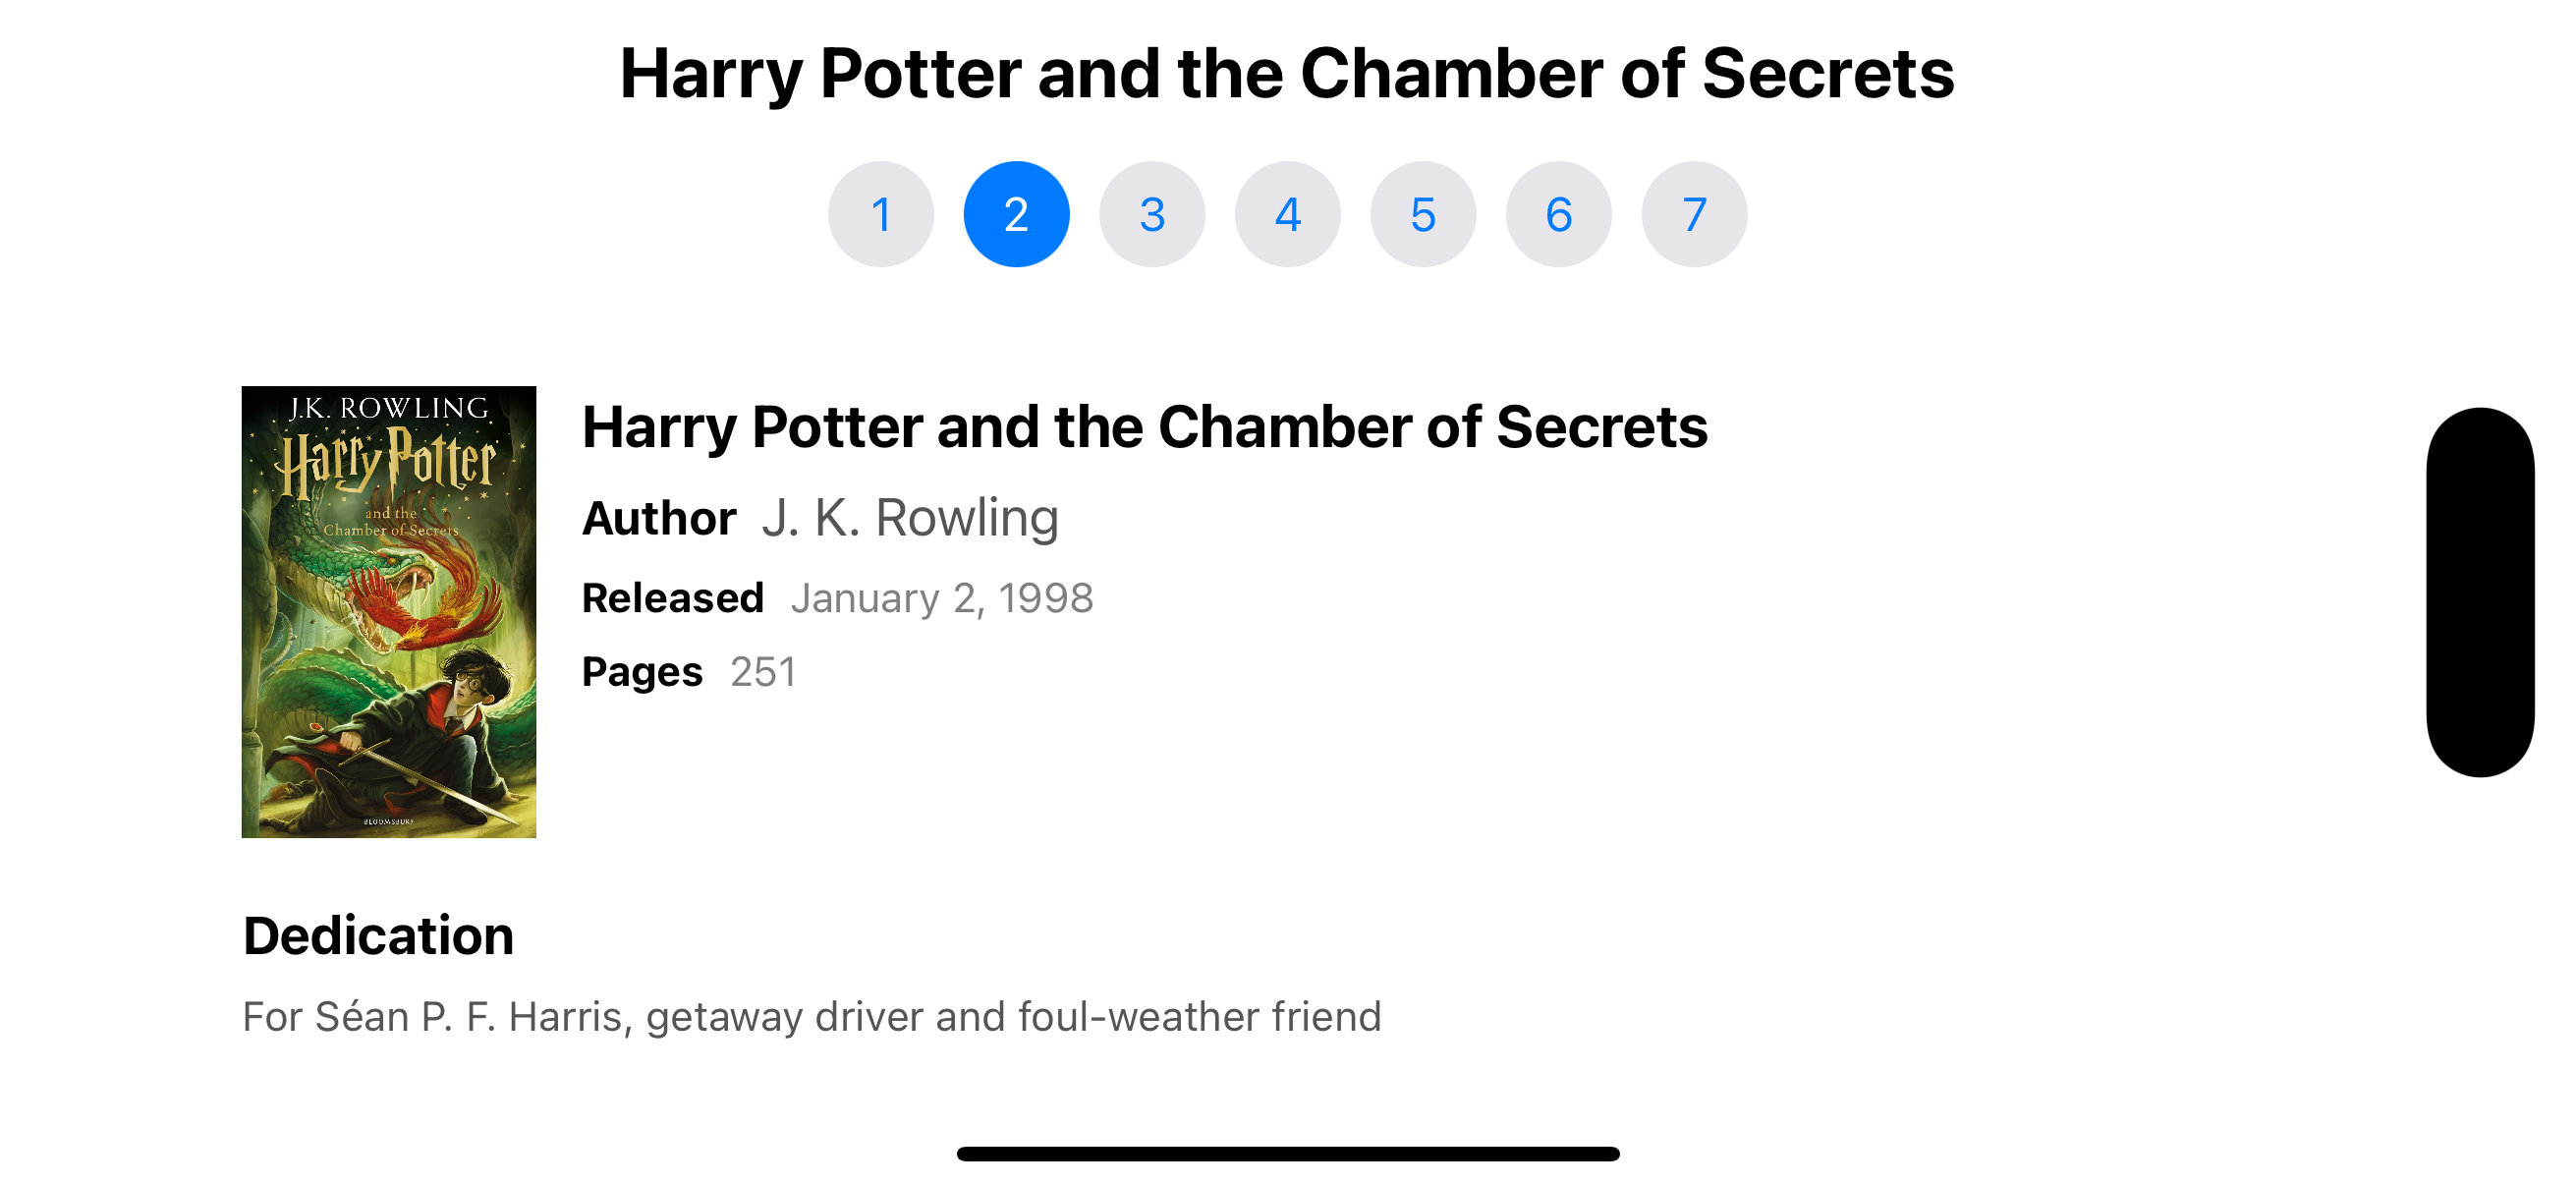 Harry Potter and the Chamber of Secrets
1 2 3 4 5 6 7
J.K. ROWLING
Harry Potter
and the
Chamber of Secrets
BLOOMSBURY
Harry Potter and the Chamber of Secrets
Author J. K. Rowling
Released January 2, 1998
Pages 251
Dedication
For Séan P. F. Harris, getaway driver and foul-weather friend